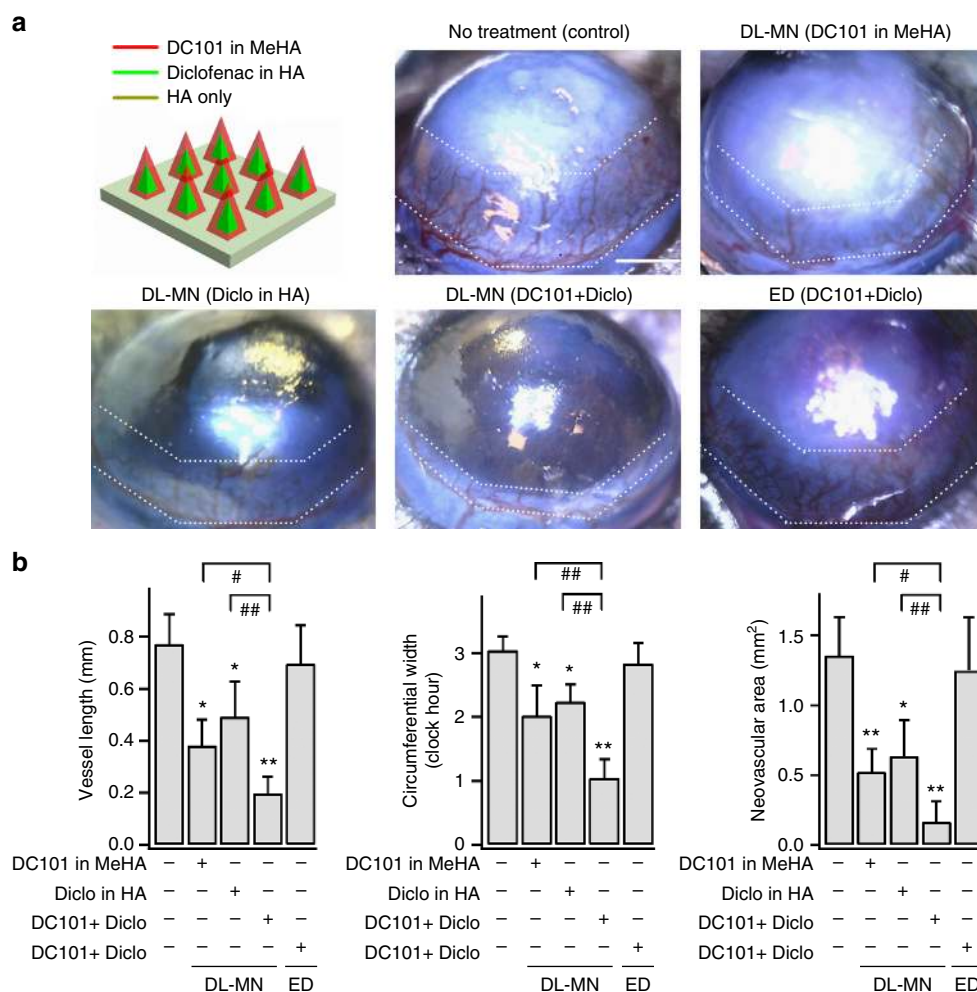 a
DC101 in MeHA
Diclofenac in HA
HA only
No treatment (control)
DL-MN (DC101 in MeHA)
DL-MN (Diclo in HA)
DL-MN (DC101+Diclo)
ED (DC101+Diclo)
b
#
##
Vessel length (mm)
0.8
0.6
0.4
0.2
0.0
*
*
**
##
##
Circumferential width
(clock hour)
3
2
1
0
*
*
**
#
##
Neovascular area (mm²)
1.5
1.0
0.5
0.0
**
*
**
DC101 in MeHA – + – – –
Diclo in HA – – + – –
DC101+ Diclo – – – + –
DC101+ Diclo – – – – +
DL-MN ED
DC101 in MeHA – + – – –
Diclo in HA – – + – –
DC101+ Diclo – – – + –
DC101+ Diclo – – – – +
DL-MN ED
DC101 in MeHA – + – – –
Diclo in HA – – + – –
DC101+ Diclo – – – + –
DC101+ Diclo – – – – +
DL-MN ED